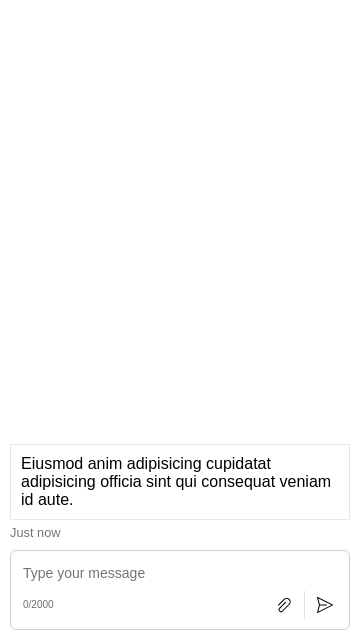 Eiusmod anim adipisicing cupidatat
adipisicing officia sint qui consequat veniam
id aute.
Just now
Type your message
0/2000